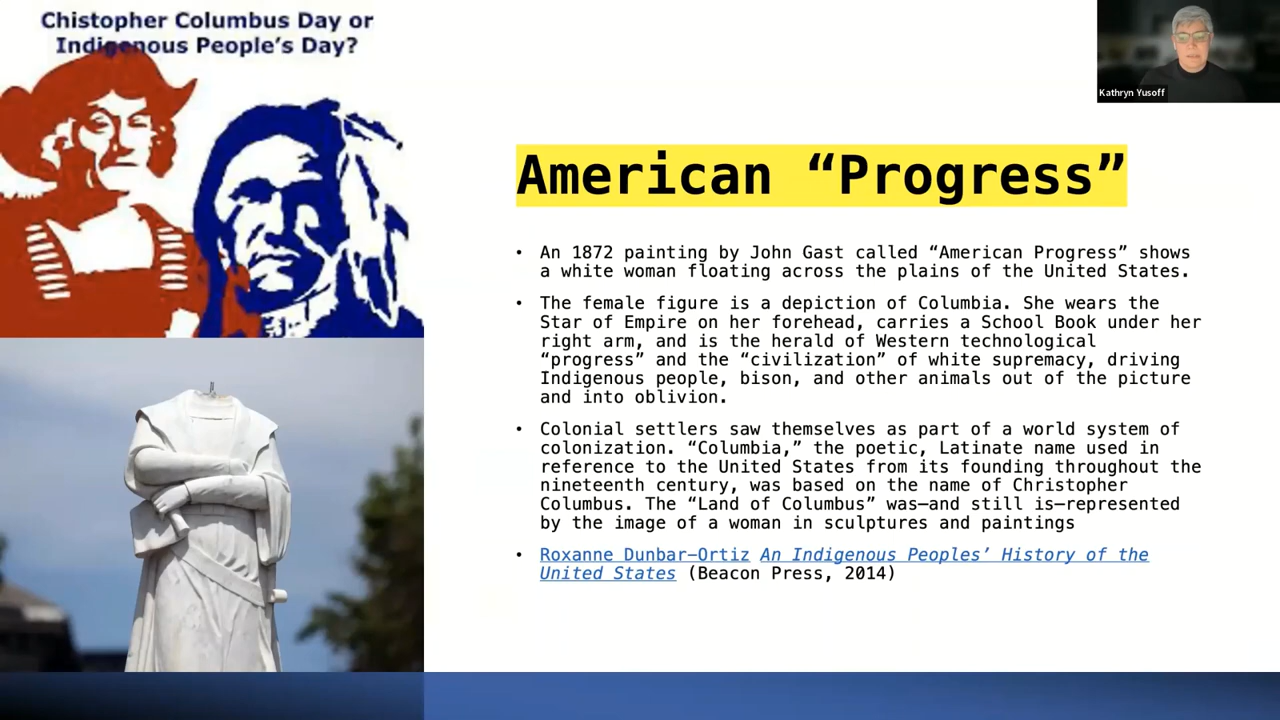 Chistopher Columbus Day or
Indigenous People's Day?
Kathryn Yusoff
American “Progress”
• An 1872 painting by John Gast called “American Progress” shows
a white woman floating across the plains of the United States.
• The female figure is a depiction of Columbia. She wears the
Star of Empire on her forehead, carries a School Book under her
right arm, and is the herald of Western technological
“progress” and the “civilization” of white supremacy, driving
Indigenous people, bison, and other animals out of the picture
and into oblivion.
• Colonial settlers saw themselves as part of a world system of
colonization. “Columbia,” the poetic, Latinate name used in
reference to the United States from its founding throughout the
nineteenth century, was based on the name of Christopher
Columbus. The “Land of Columbus” was—and still is—represented
by the image of a woman in sculptures and paintings
• Roxanne Dunbar-Ortiz An Indigenous Peoples’ History of the
United States (Beacon Press, 2014)